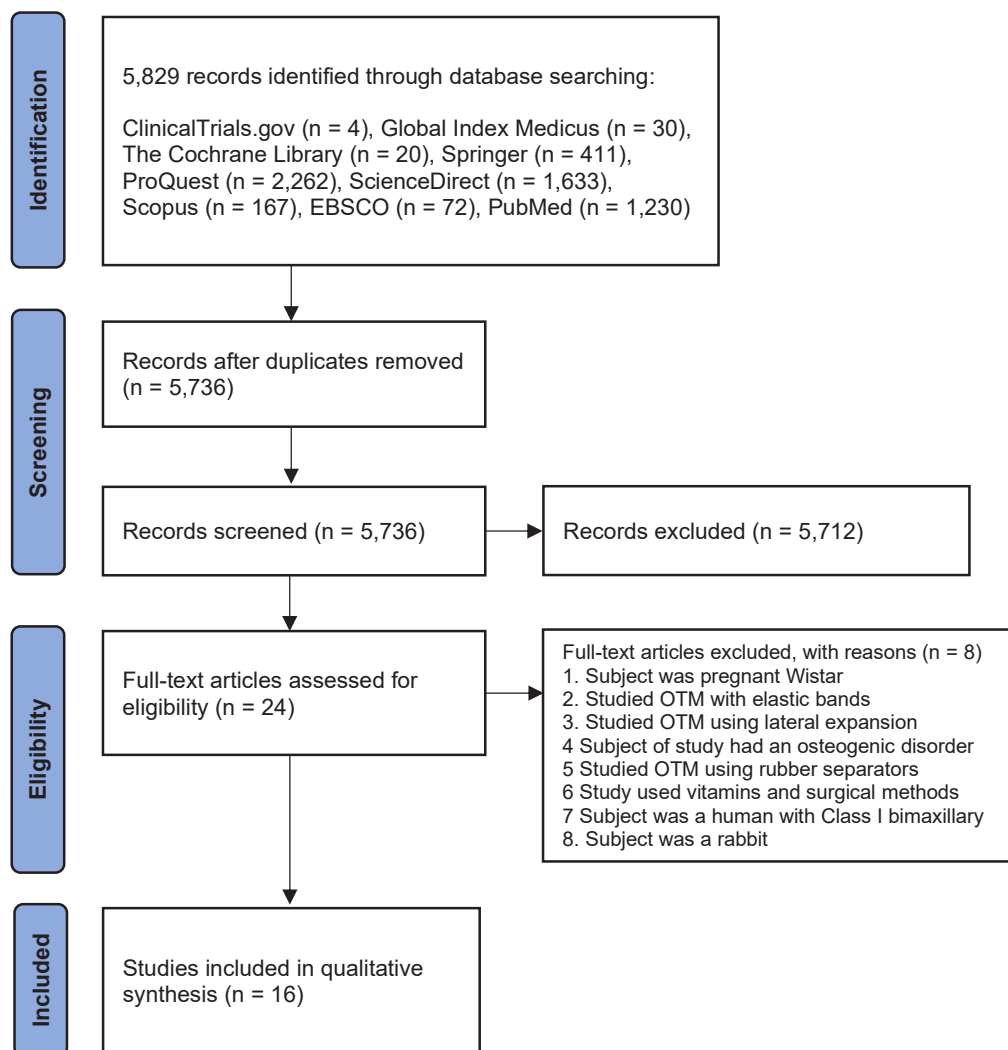 Identification
5,829 records identified through database searching:
ClinicalTrials.gov (n = 4), Global Index Medicus (n = 30),
The Cochrane Library (n = 20), Springer (n = 411),
ProQuest (n = 2,262), ScienceDirect (n = 1,633),
Scopus (n = 167), EBSCO (n = 72), PubMed (n = 1,230)
Screening
Records after duplicates removed
(n = 5,736)
Records screened (n = 5,736)
Records excluded (n = 5,712)
Eligibility
Full-text articles assessed for
eligibility (n = 24)
Full-text articles excluded, with reasons (n = 8)
1. Subject was pregnant Wistar
2. Studied OTM with elastic bands
3. Studied OTM using lateral expansion
4 Subject of study had an osteogenic disorder
5 Studied OTM using rubber separators
6 Study used vitamins and surgical methods
7 Subject was a human with Class I bimaxillary
8. Subject was a rabbit
Included
Studies included in qualitative
synthesis (n = 16)